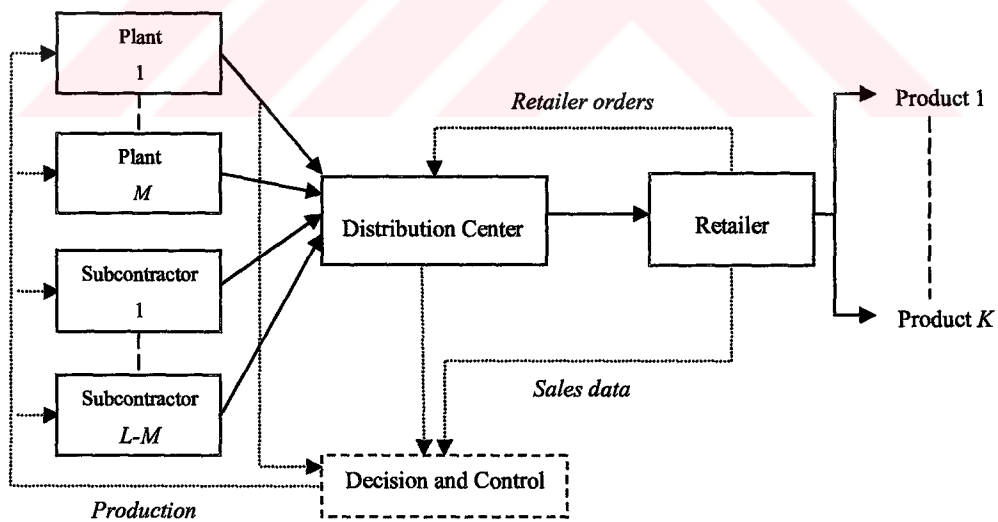 Plant
1
Plant
M
Subcontractor
1
Subcontractor
L-M
Retailer orders
Distribution Center
Retailer
Product 1
Product K
Sales data
Decision and Control
Production